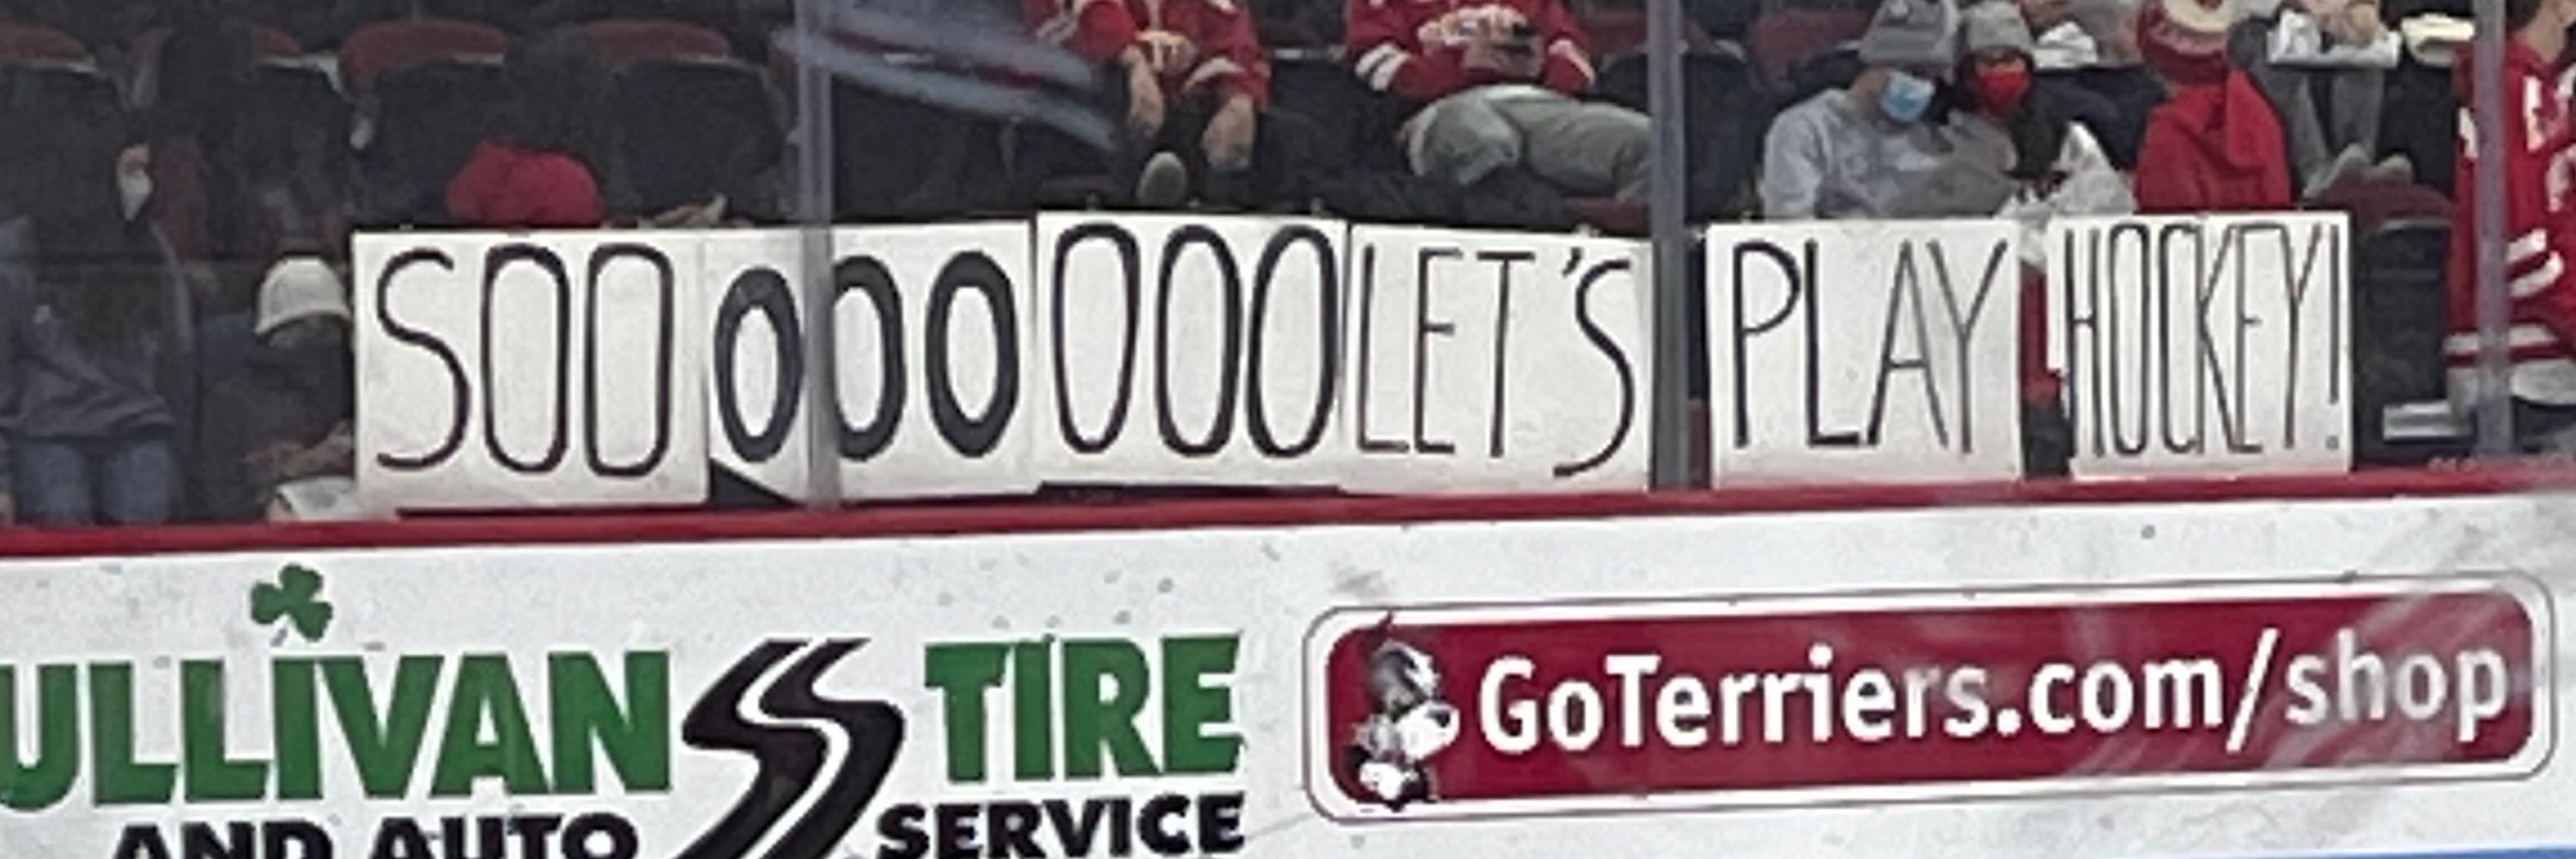 SOOOOOOOOLET'S PLAY HOCKEY!
ULLIVAN TIRE
AND AUTO SERVICE
GoTerriers.com/shop